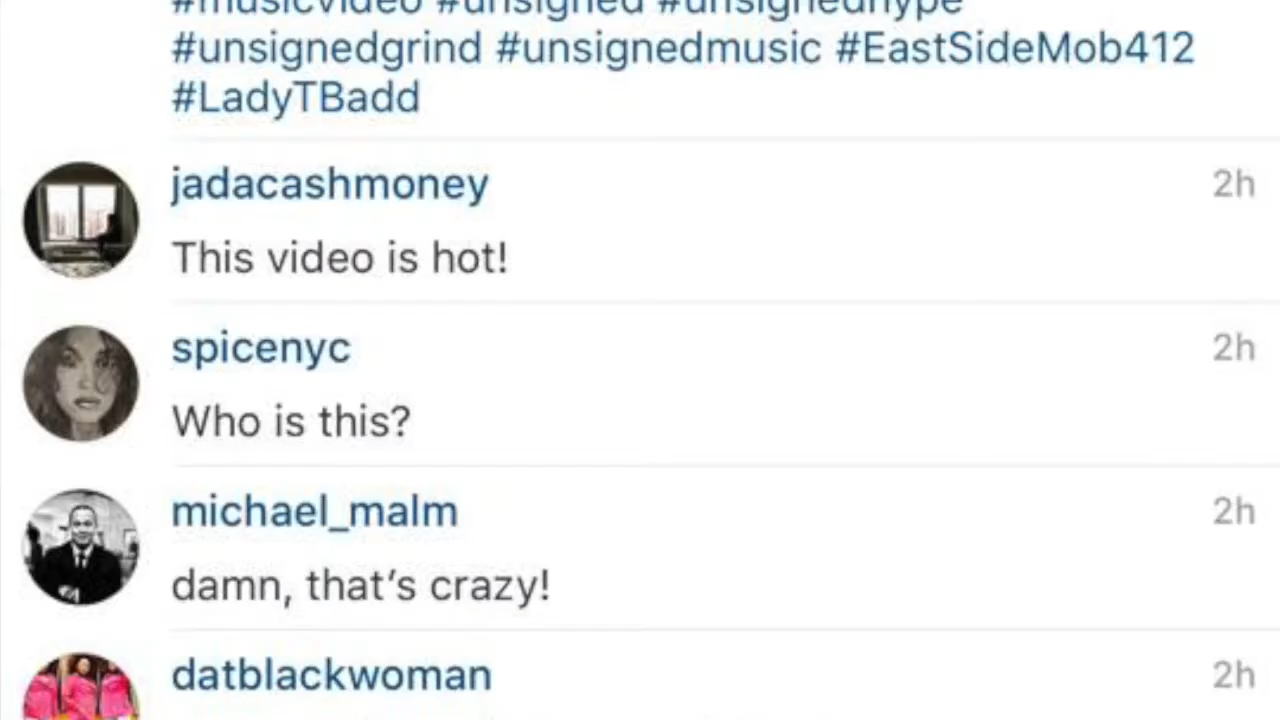 #musicvideo #unsigned #unsignedhype
#unsignedgrind #unsignedmusic #EastSideMob412
#LadyTBadd
jadacashmoney 2h
This video is hot!
spicenyc 2h
Who is this?
michael_malm 2h
damn, that’s crazy!
datblackwoman 2h